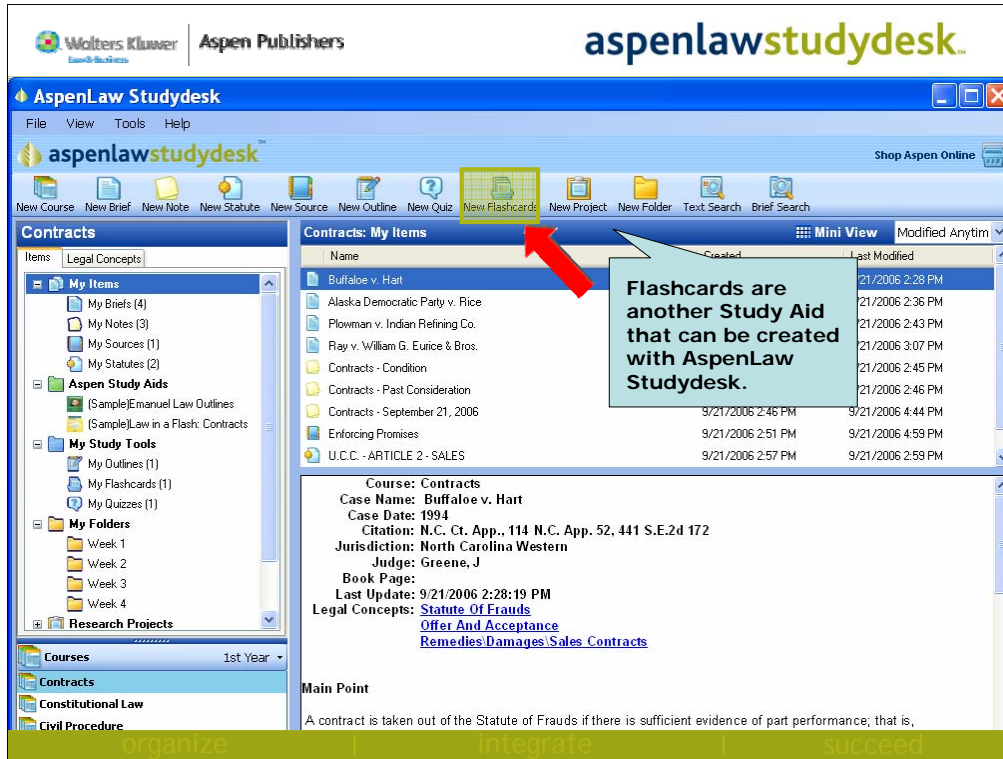 Wolters Kluwer
Law & Business
Aspen Publishers
aspenlawstudydesk™
AspenLaw Studydesk
File View Tools Help
aspenlawstudydesk™
Shop Aspen Online
New Course New Brief New Note New Statute New Source New Outline New Quiz New Flashcards New Project New Folder Text Search Brief Search
Contracts
Items Legal Concepts
My Items
My Briefs (4)
My Notes (3)
My Sources (1)
My Statutes (2)
Aspen Study Aids
(Sample)Emanuel Law Outlines
(Sample)Law in a Flash: Contracts
My Study Tools
My Outlines (1)
My Flashcards (1)
My Quizzes (1)
My Folders
Week 1
Week 2
Week 3
Week 4
Research Projects
Courses 1st Year
Contracts
Constitutional Law
Civil Procedure
Contracts: My Items Mini View Modified Anytim
Name Created Last Modified
Buffaloe v. Hart 9/21/2006 2:28 PM
Alaska Democratic Party v. Rice 9/21/2006 2:36 PM
Plowman v. Indian Refining Co. 9/21/2006 2:43 PM
Ray v. William G. Eurice & Bros. 9/21/2006 3:07 PM
Contracts - Condition 9/21/2006 2:45 PM
Contracts - Past Consideration 9/21/2006 2:46 PM
Contracts - September 21, 2006 9/21/2006 2:46 PM 9/21/2006 4:44 PM
Enforcing Promises 9/21/2006 2:51 PM 9/21/2006 4:59 PM
U.C.C. - ARTICLE 2 - SALES 9/21/2006 2:57 PM 9/21/2006 2:59 PM
Flashcards are
another Study Aid
that can be created
with AspenLaw
Studydesk.
Course: Contracts
Case Name: Buffaloe v. Hart
Case Date: 1994
Citation: N.C. Ct. App., 114 N.C. App. 52, 441 S.E.2d 172
Jurisdiction: North Carolina Western
Judge: Greene, J
Book Page:
Last Update: 9/21/2006 2:28:19 PM
Legal Concepts: Statute Of Frauds
Offer And Acceptance
Remedies\Damages\Sales Contracts
Main Point
A contract is taken out of the Statute of Frauds if there is sufficient evidence of part performance; that is,
organize | integrate | succeed